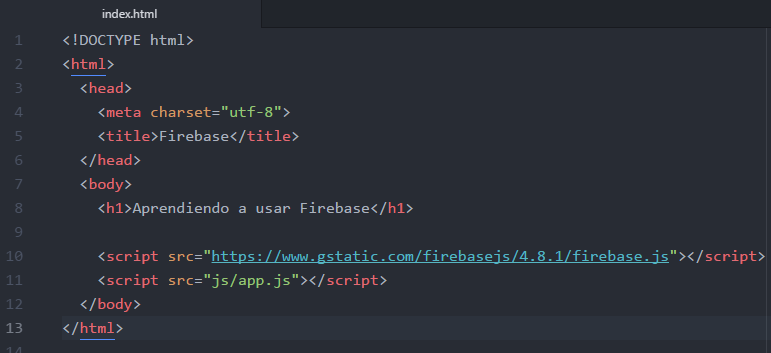 index.html
1 <!DOCTYPE html>
2 <html>
3 <head>
4 <meta charset="utf-8">
5 <title>Firebase</title>
6 </head>
7 <body>
8 <h1>Aprendiendo a usar Firebase</h1>
9
10 <script src="https://www.gstatic.com/firebasejs/4.8.1/firebase.js"></script>
11 <script src="js/app.js"></script>
12 </body>
13 </html>
14